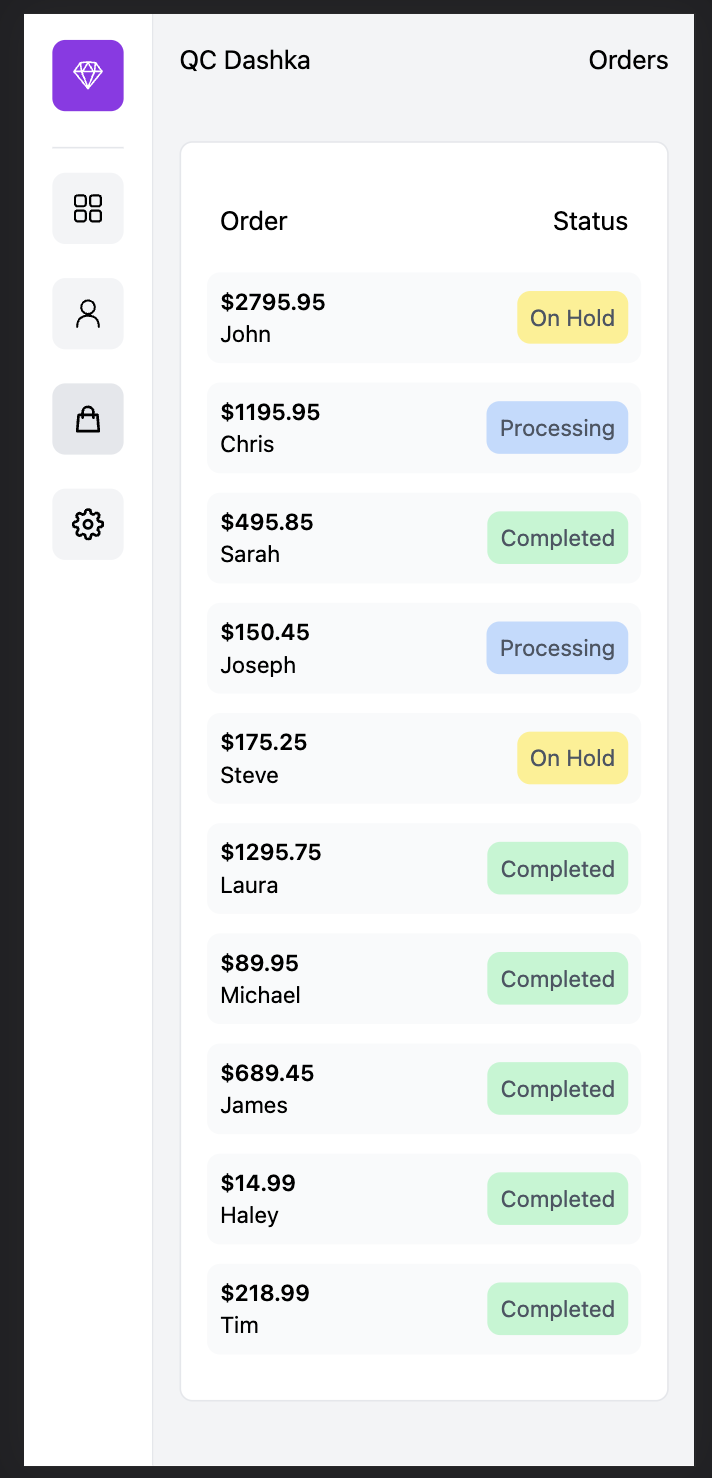 QC Dashka
Orders
Order
Status
$2795.95
John
On Hold
$1195.95
Chris
Processing
$495.85
Sarah
Completed
$150.45
Joseph
Processing
$175.25
Steve
On Hold
$1295.75
Laura
Completed
$89.95
Michael
Completed
$689.45
James
Completed
$14.99
Haley
Completed
$218.99
Tim
Completed